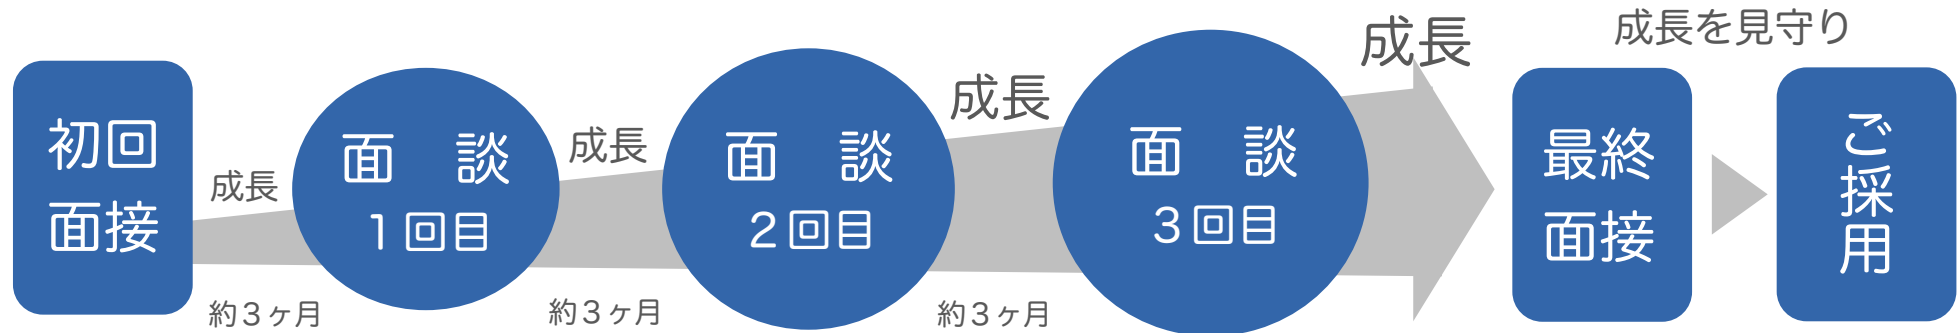 初回
面接
成長
約３ヶ月
面　談
１回目
成長
約３ヶ月
面　談
２回目
成長
約３ヶ月
面　談
３回目
成長
成長を見守り
最終
面接
ご採用